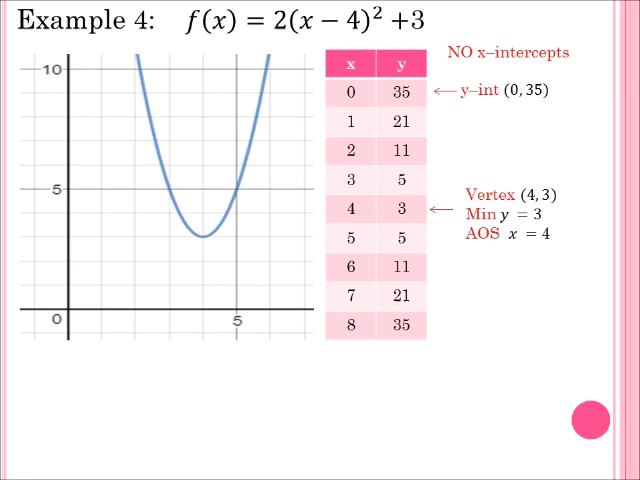 Example 4: f(x) = 2(x − 4)² +3
NO x–intercepts
10
5
0
5
x y
0 35
1 21
2 11
3 5
4 3
5 5
6 11
7 21
8 35
y–int (0, 35)
Vertex (4, 3)
Min y = 3
AOS x = 4